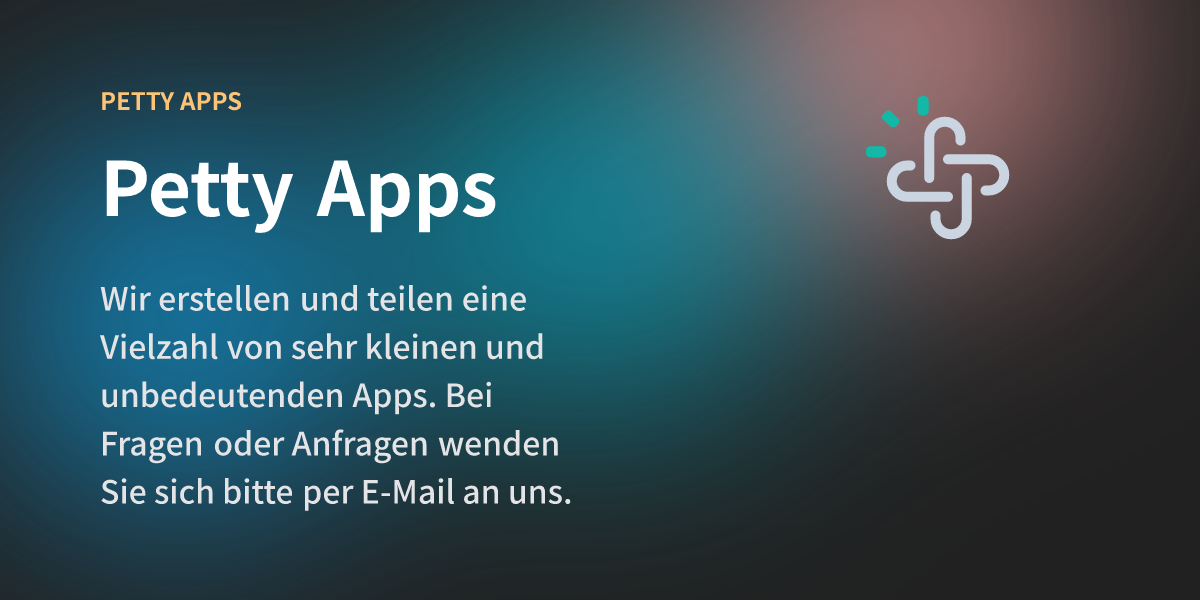 PETTY APPS
Petty Apps
Wir erstellen und teilen eine
Vielzahl von sehr kleinen und
unbedeutenden Apps. Bei
Fragen oder Anfragen wenden
Sie sich bitte per E-Mail an uns.